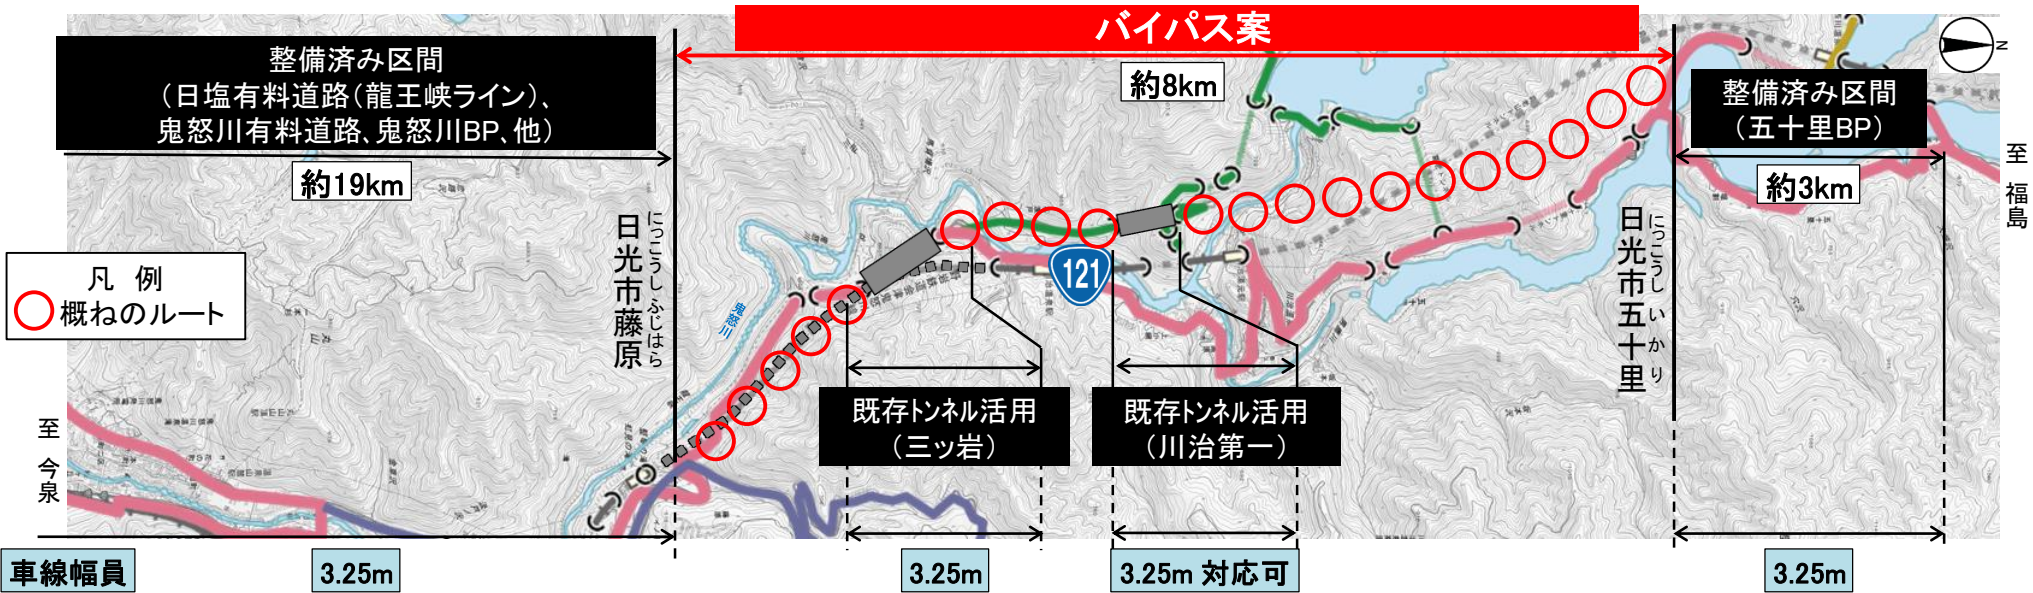 バイパス案
整備済み区間
（日塩有料道路（龍王峡ライン）、
鬼怒川有料道路、鬼怒川BP、他）
約19km
約8km
整備済み区間
（五十里BP）
約3km
N
至 福島
日光市藤原
にっこうし ふじはら
日光市五十里
にっこうし いかり
凡 例
概ねのルート
鬼怒川
121
既存トンネル活用
（三ッ岩）
既存トンネル活用
（川治第一）
至 今泉
車線幅員
3.25m
3.25m
3.25m 対応可
3.25m